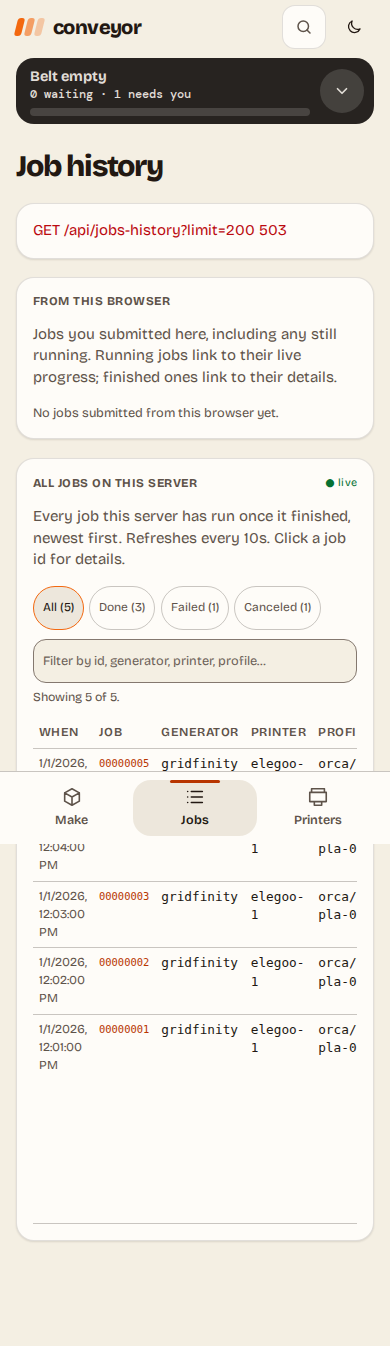 conveyor
Belt empty
0 waiting · 1 needs you
Job history
GET /api/jobs-history?limit=200 503
FROM THIS BROWSER
Jobs you submitted here, including any still
running. Running jobs link to their live
progress; finished ones link to their details.
No jobs submitted from this browser yet.
ALL JOBS ON THIS SERVER
live
Every job this server has run once it finished,
newest first. Refreshes every 10s. Click a job
id for details.
All (5) Done (3) Failed (1) Canceled (1)
Filter by id, generator, printer, profile…
Showing 5 of 5.
WHEN JOB GENERATOR PRINTER PROFI
1/1/2026, 00000005 gridfinity elegoo- orca/
Make Jobs Printers
12:04:00 1 pla-0
PM
1/1/2026, 00000003 gridfinity elegoo- orca/
12:03:00 1 pla-0
PM
1/1/2026, 00000002 gridfinity elegoo- orca/
12:02:00 1 pla-0
PM
1/1/2026, 00000001 gridfinity elegoo- orca/
12:01:00 1 pla-0
PM